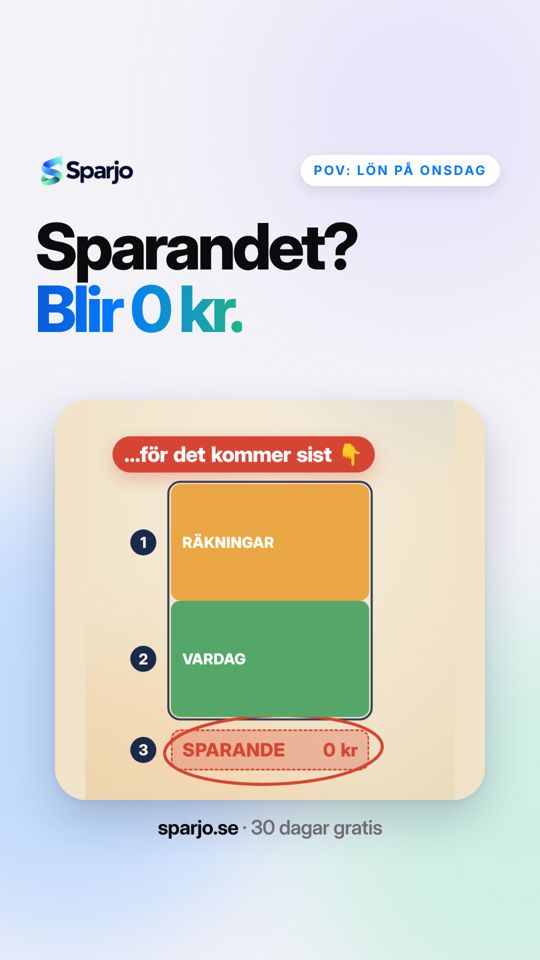 Sparjo
POV: LÖN PÅ ONSDAG
Sparandet?
Blir 0 kr.
...för det kommer sist 👇
1
RÄKNINGAR
2
VARDAG
3
SPARANDE 0 kr
sparjo.se · 30 dagar gratis